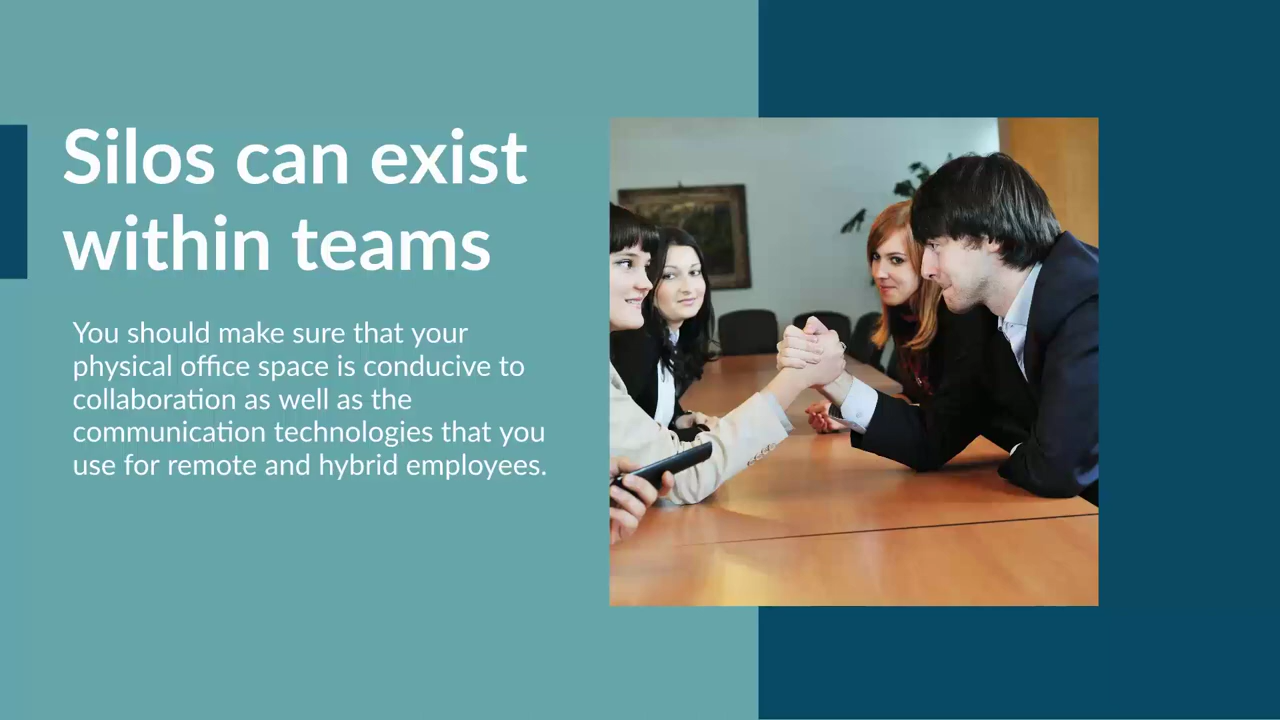 Silos can exist
within teams
You should make sure that your
physical office space is conducive to
collaboration as well as the
communication technologies that you
use for remote and hybrid employees.